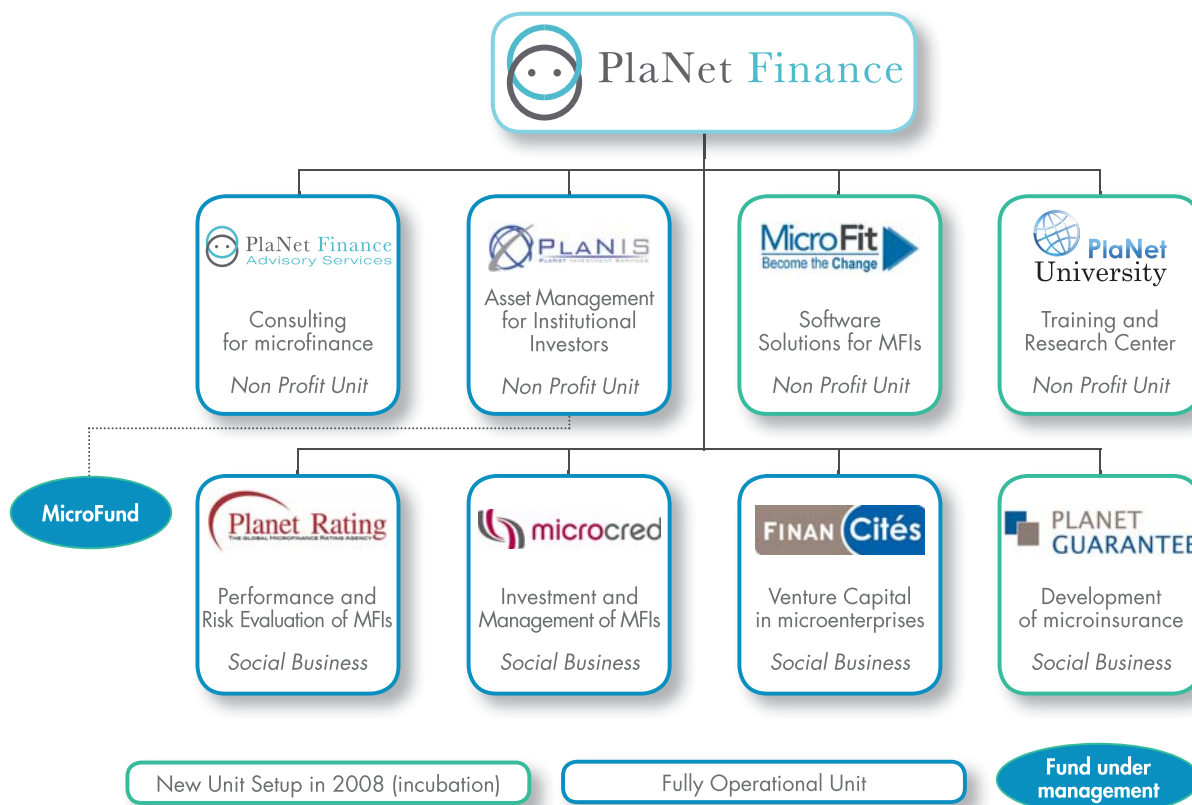 PlaNet Finance
PlaNet Finance
Advisory Services
Consulting
for microfinance
Non Profit Unit
PLANIS
PLANET INVESTMENT SERVICES
Asset Management
for Institutional
Investors
Non Profit Unit
MicroFit
Become the Change
Software
Solutions for MFIs
Non Profit Unit
PlaNet
University
Training and
Research Center
Non Profit Unit
MicroFund
Planet Rating
THE GLOBAL MICROFINANCE RATING AGENCY
Performance and
Risk Evaluation of MFIs
Social Business
microcred
Investment and
Management of MFIs
Social Business
FINAN Cités
Venture Capital
in microenterprises
Social Business
PLANET
GUARANTEE
Development
of microinsurance
Social Business
New Unit Setup in 2008 (incubation)
Fully Operational Unit
Fund under
management